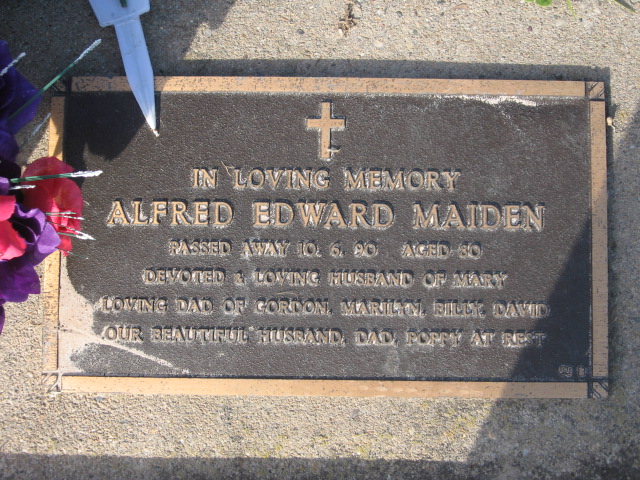 IN LOVING MEMORY
ALFRED EDWARD MAIDEN
PASSED AWAY 10. 6. 90 AGED 80
DEVOTED & LOVING HUSBAND OF MARY
LOVING DAD OF GORDON, MARILYN, BILLY, DAVID
OUR BEAUTIFUL HUSBAND, DAD, POPPY AT REST